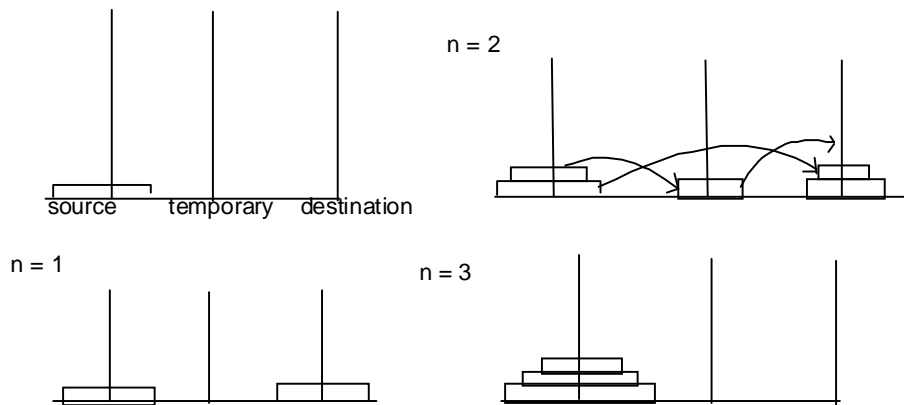 n = 2
source temporary destination
n = 1
n = 3